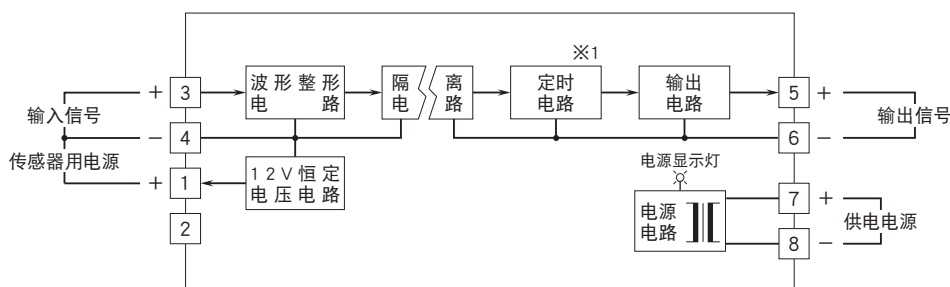 ※1
+ 3 波形整形电路 隔离电路 定时电路 输出电路 5 +
输入信号
输出信号
− 4
6 −
传感器用电源
+ 1 12V恒定电压电路
电源显示灯
2
电源电路
7 +
供电电源
8 −